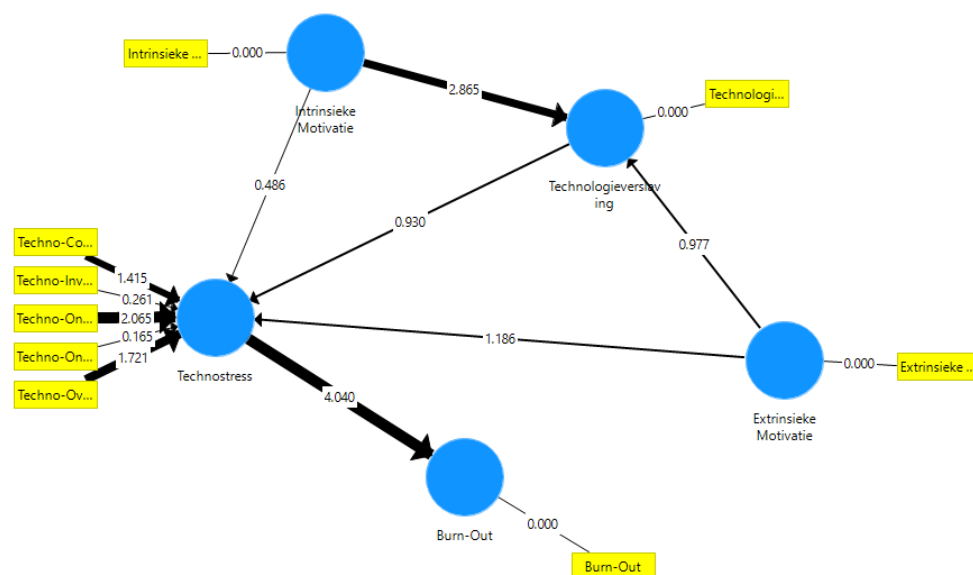 Intrinsieke ...
0.000
Intrinsieke
Motivatie
2.865
Technologi...
0.000
Technologieverslav
ing
0.486
0.930
0.977
Techno-Co...
1.415
Techno-Inv...
0.261
Techno-On...
2.065
Techno-On...
0.165
Techno-Ov...
1.721
Technostress
1.186
0.000
Extrinsieke ...
Extrinsieke
Motivatie
4.040
Burn-Out
0.000
Burn-Out